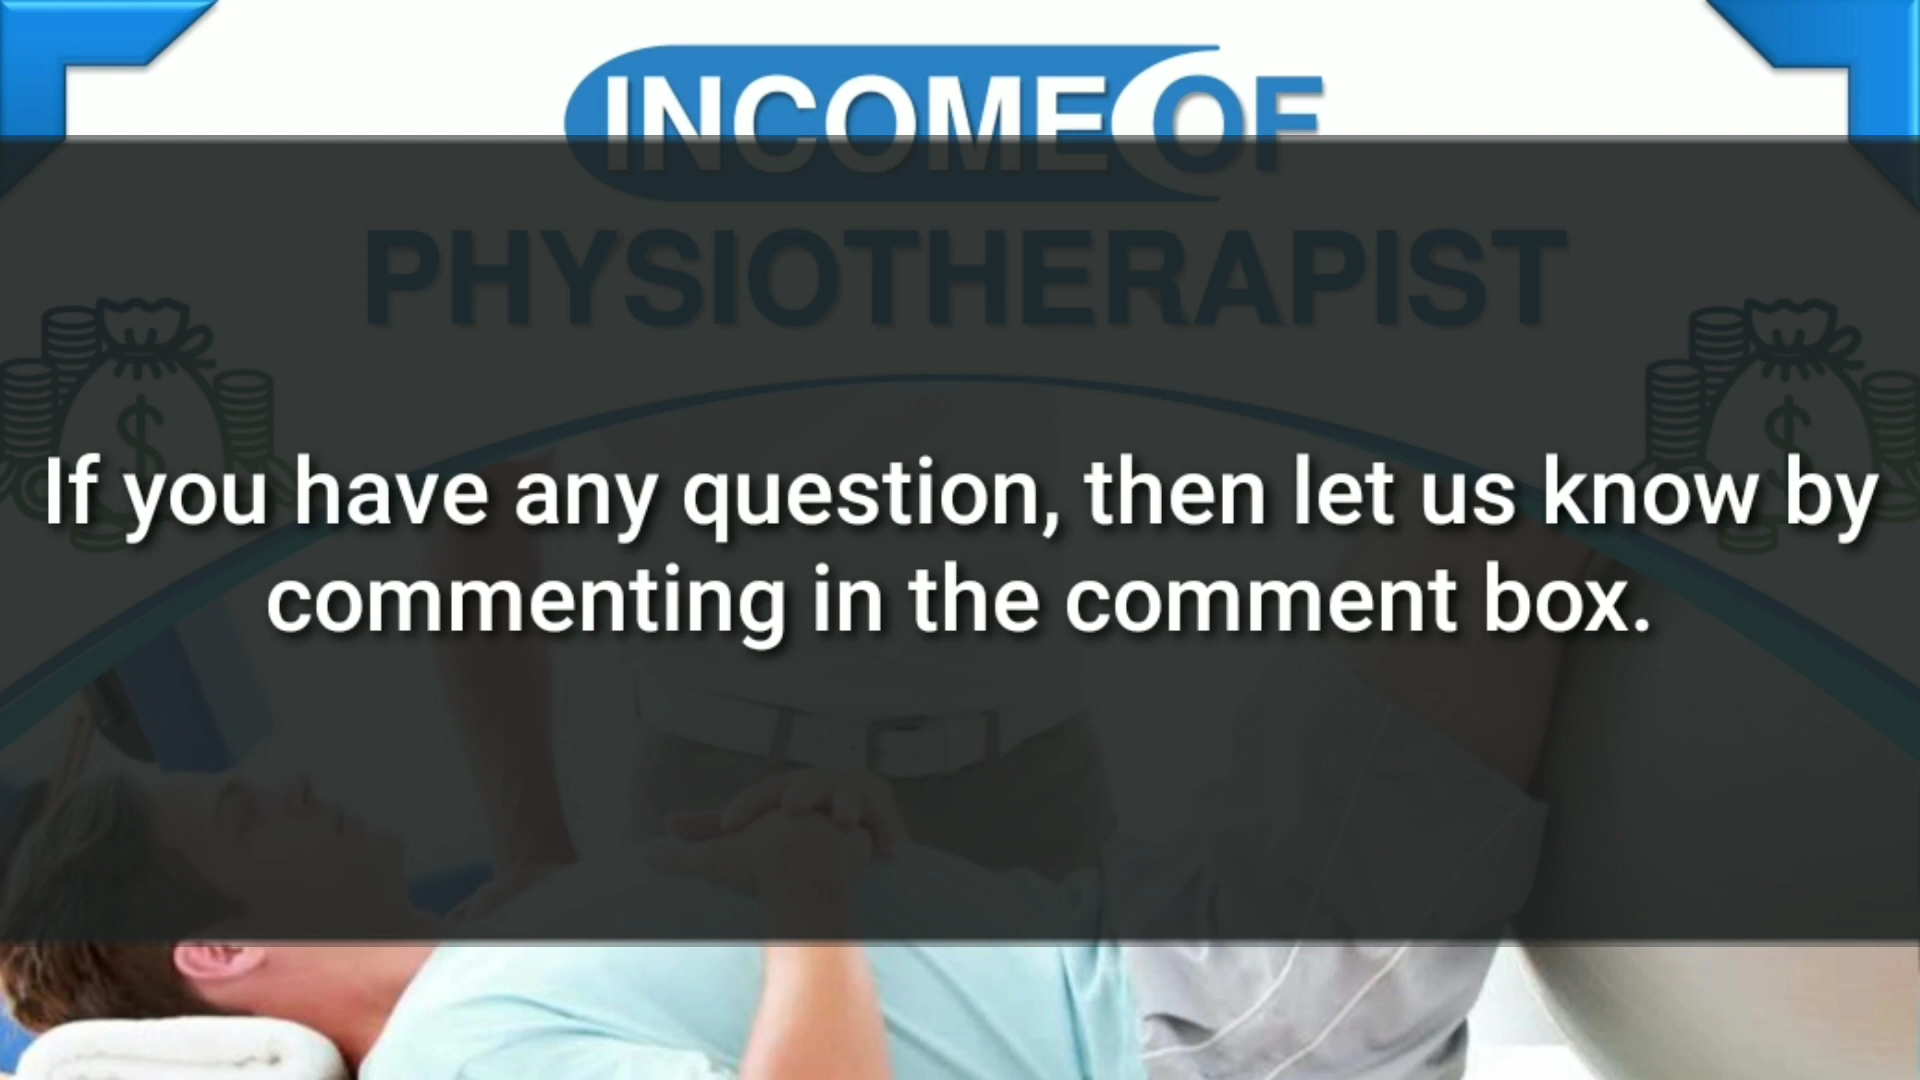 INCOME OF
PHYSIOTHERAPIST
$ $
If you have any question, then let us know by
commenting in the comment box.